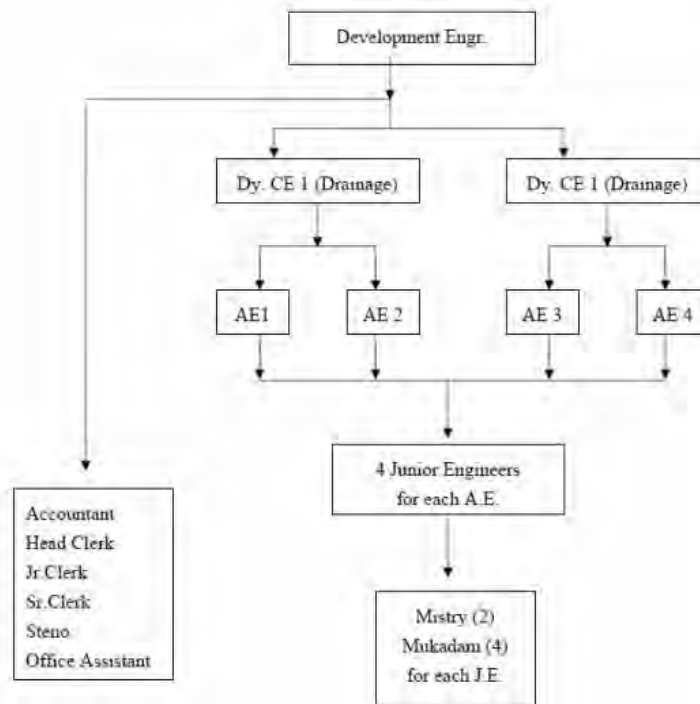 Development Engr.
Dy. CE 1 (Drainage)
Dy. CE 1 (Drainage)
AE1
AE 2
AE 3
AE 4
4 Junior Engineers
for each A.E.
Accountant
Head Clerk
Jr.Clerk
Sr.Clerk
Steno
Office Assistant
Mistry (2)
Mukadam (4)
for each J.E.